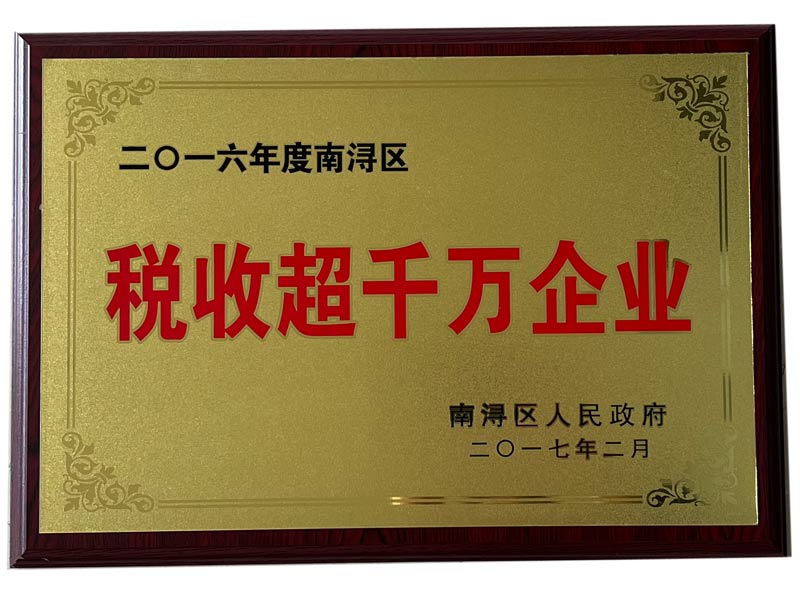 二〇一六年度南浔区
税收超千万企业
南浔区人民政府
二〇一七年二月